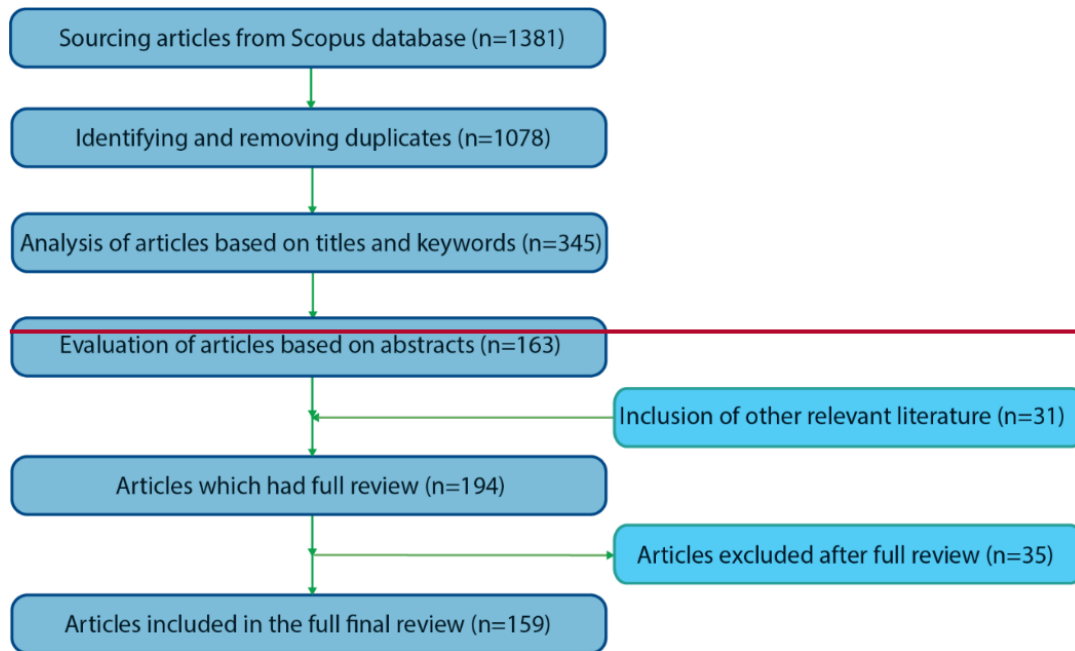 Sourcing articles from Scopus database (n=1381)
Identifying and removing duplicates (n=1078)
Analysis of articles based on titles and keywords (n=345)
Evaluation of articles based on abstracts (n=163)
Inclusion of other relevant literature (n=31)
Articles which had full review (n=194)
Articles excluded after full review (n=35)
Articles included in the full final review (n=159)